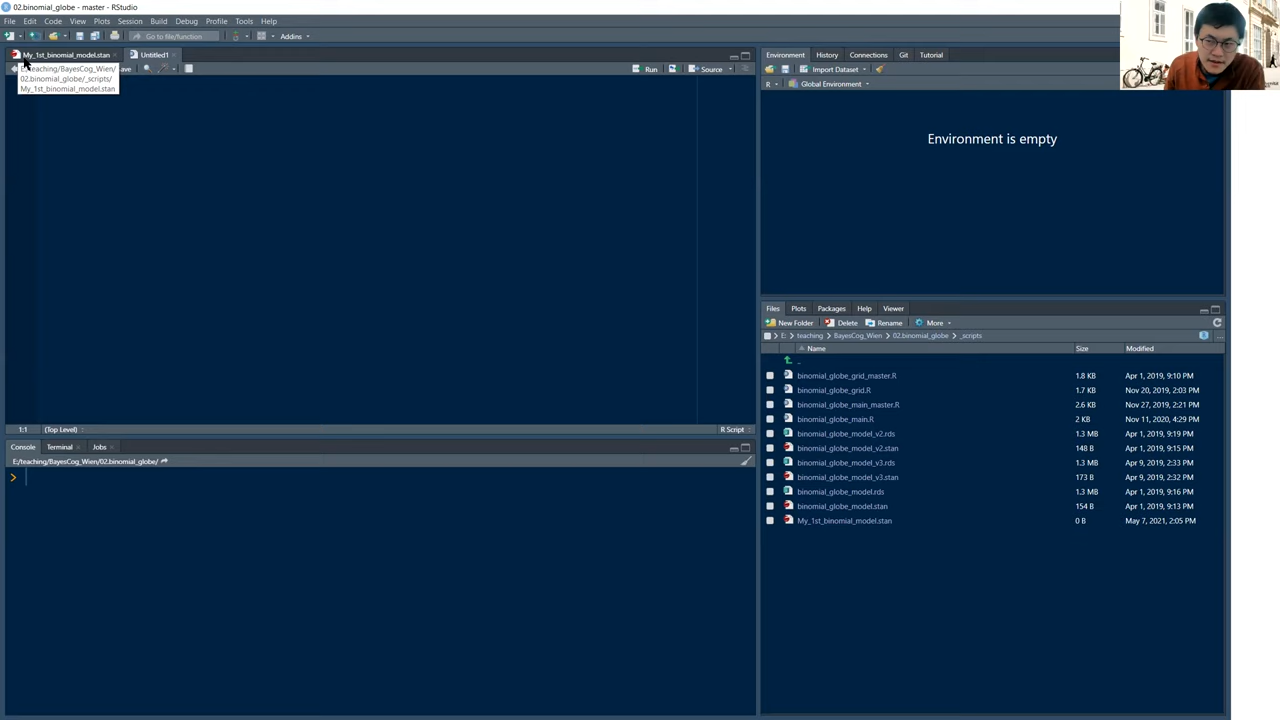 02.binomial_globe - master - RStudio
File Edit Code View Plots Session Build Debug Profile Tools Help
Go to file/function Addins
My_1st_binomial_model.stan Untitled1
E:/teaching/BayesCog_Wien/
02.binomial_globe/_scripts/
My_1st_binomial_model.stan
Run Source
1:1 (Top Level) R Script
Console Terminal Jobs
E:/teaching/BayesCog_Wien/02.binomial_globe/
>
Environment History Connections Git Tutorial
Import Dataset
R Global Environment
Environment is empty
Files Plots Packages Help Viewer
New Folder Delete Rename More
E: teaching BayesCog_Wien 02.binomial_globe _scripts
Name Size Modified
..
binomial_globe_grid_master.R 1.8 KB Apr 1, 2019, 9:10 PM
binomial_globe_grid.R 1.7 KB Nov 20, 2019, 2:03 PM
binomial_globe_main_master.R 2.6 KB Nov 27, 2019, 2:21 PM
binomial_globe_main.R 2 KB Nov 11, 2020, 4:29 PM
binomial_globe_model_v2.rds 1.3 MB Apr 1, 2019, 9:19 PM
binomial_globe_model_v2.stan 148 B Apr 1, 2019, 9:15 PM
binomial_globe_model_v3.rds 1.3 MB Apr 9, 2019, 2:33 PM
binomial_globe_model_v3.stan 173 B Apr 9, 2019, 2:32 PM
binomial_globe_model.rds 1.3 MB Apr 1, 2019, 9:16 PM
binomial_globe_model.stan 154 B Apr 1, 2019, 9:13 PM
My_1st_binomial_model.stan 0 B May 7, 2021, 2:05 PM